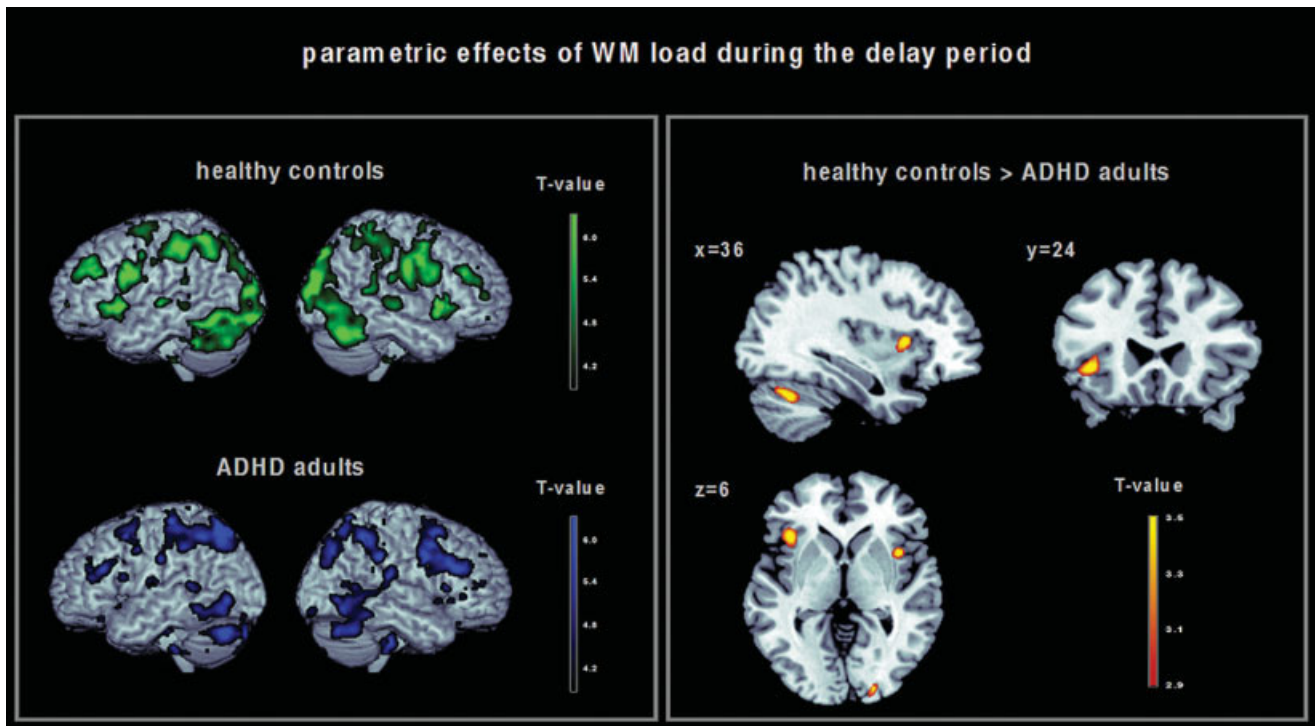 parametric effects of WM load during the delay period
healthy controls
T-value
6.0
5.4
4.8
4.2
ADHD adults
T-value
6.0
5.4
4.8
4.2
healthy controls > ADHD adults
x=36
y=24
z=6
T-value
3.5
3.3
3.1
2.9